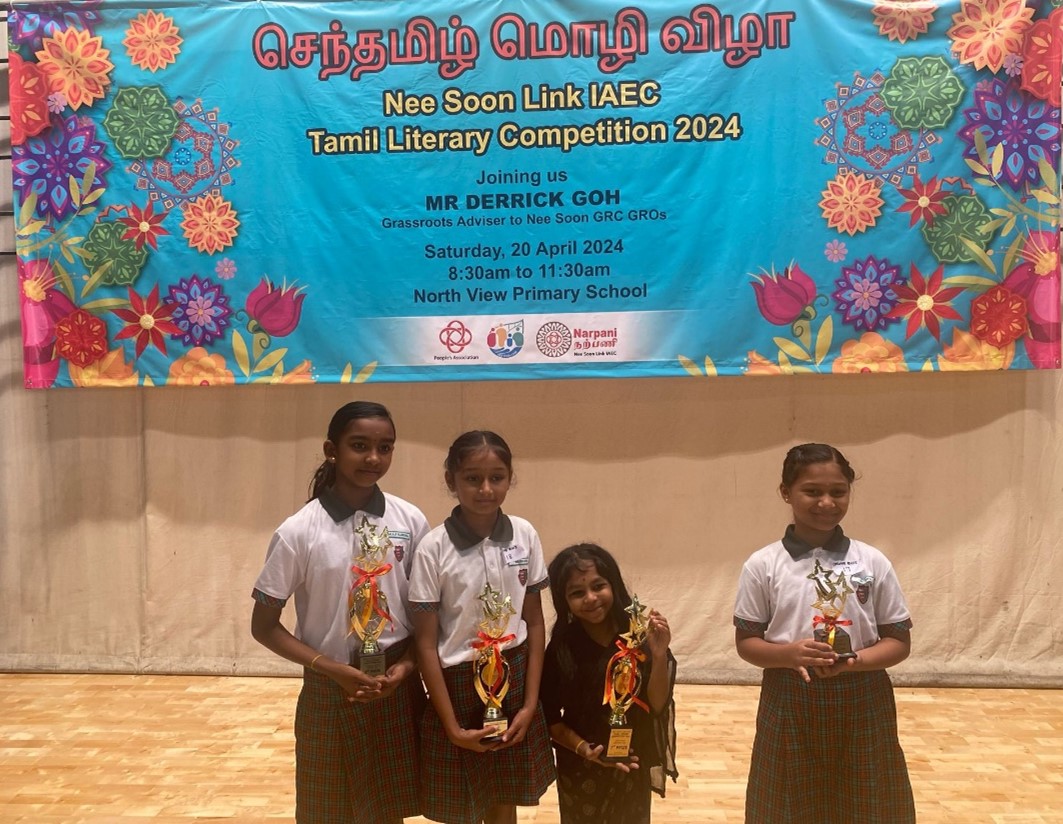 செந்தமிழ் மொழி விழா
Nee Soon Link IAEC
Tamil Literary Competition 2024
Joining us
MR DERRICK GOH
Grassroots Adviser to Nee Soon GRC GROs
Saturday, 20 April 2024
8:30am to 11:30am
North View Primary School
People's Association
Narpani
நற்பணி
Nee Soon Link IAEC